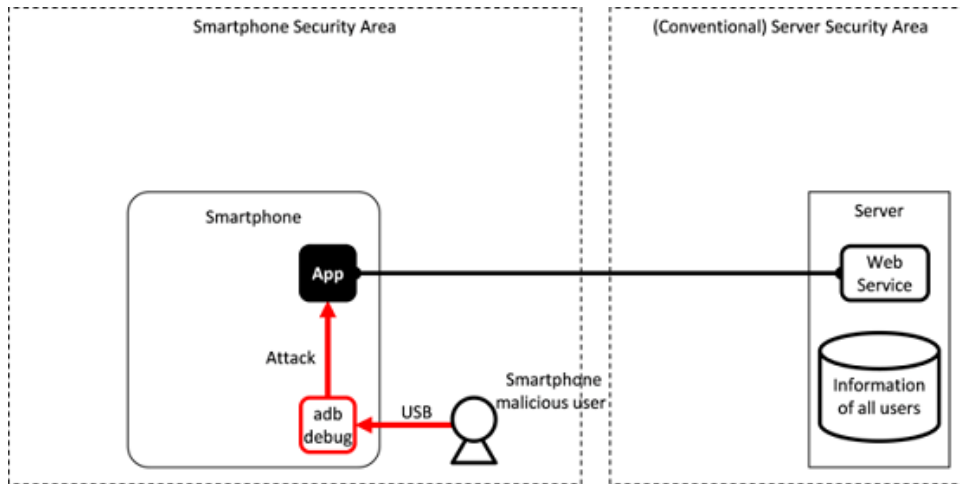 Smartphone Security Area
(Conventional) Server Security Area
Smartphone
Server
App
Web
Service
Attack
Smartphone
malicious user
USB
adb
debug
Information
of all users